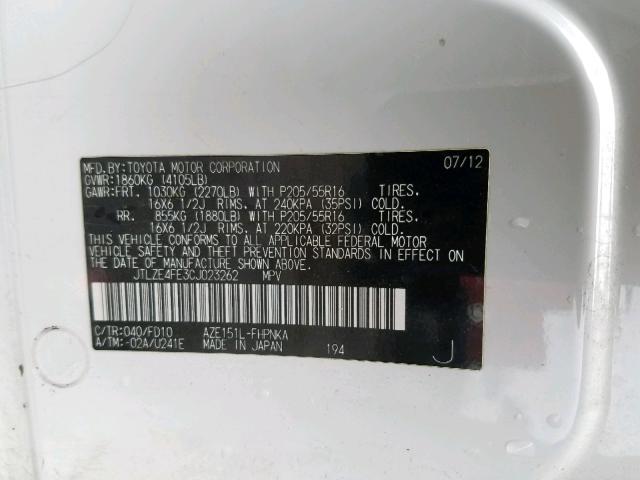 MFD.BY:TOYOTA MOTOR CORPORATION 07/12
GVWR:1860KG (4105LB)
GAWR:FRT. 1030KG (2270LB) WITH P205/55R16 TIRES.
16X6 1/2J RIMS. AT 240KPA (35PSI) COLD.
RR. 855KG (1880LB) WITH P205/55R16 TIRES.
16X6 1/2J RIMS. AT 220KPA (32PSI) COLD.
THIS VEHICLE CONFORMS TO ALL APPLICABLE FEDERAL MOTOR
VEHICLE SAFETY, BUMPER, AND THEFT PREVENTION STANDARDS IN EFFECT ON
THE DATE OF MANUFACTURE SHOWN ABOVE.
JTLZE4FE3CJ023262 MPV
C/TR:040/FD10 AZE151L-FHPNKA
A/TM:-02A/U241E MADE IN JAPAN 194 J